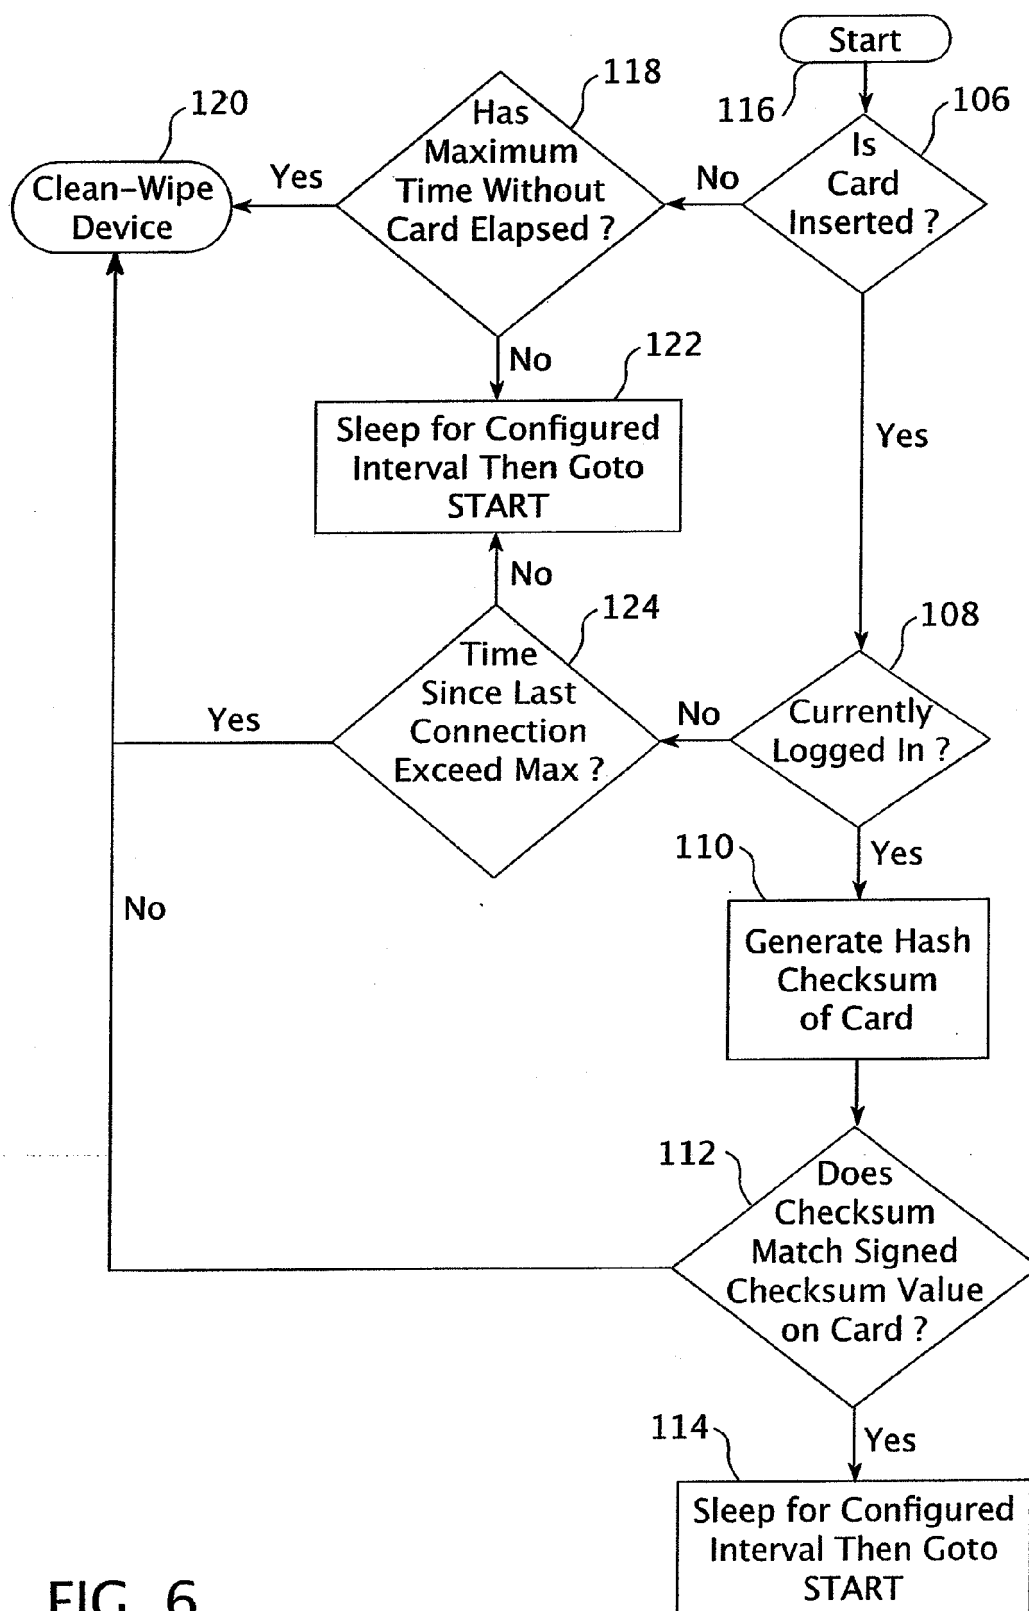 Start
116
106
Is
Card
Inserted ?
No
Yes
118
Has
Maximum
Time Without
Card Elapsed ?
Yes
No
120
Clean-Wipe
Device
122
Sleep for Configured
Interval Then Goto
START
No
124
Time
Since Last
Connection
Exceed Max ?
Yes
No
108
Currently
Logged In ?
Yes
110
Generate Hash
Checksum
of Card
112
Does
Checksum
Match Signed
Checksum Value
on Card ?
No
Yes
114
Sleep for Configured
Interval Then Goto
START
FIG. 6